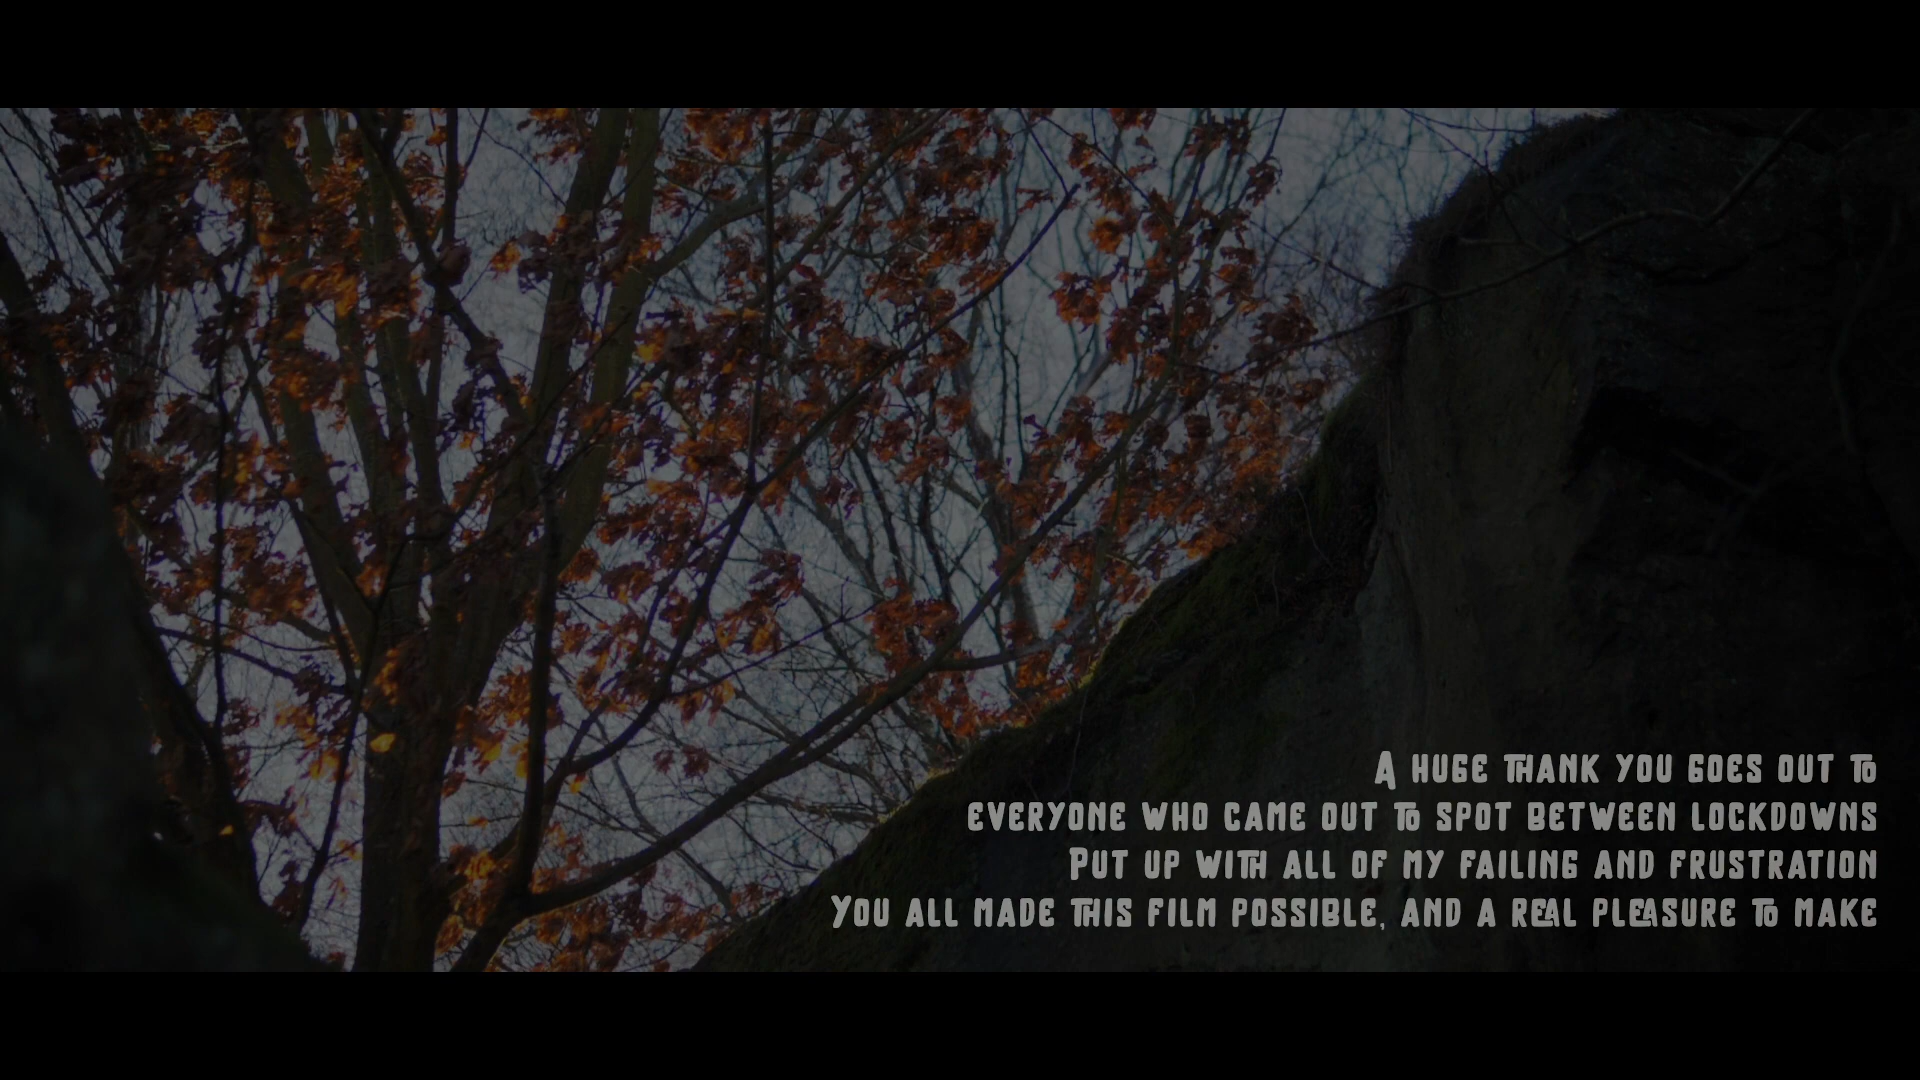 A HUGE THANK YOU GOES OUT TO
EVERYONE WHO CAME OUT TO SPOT BETWEEN LOCKDOWNS
PUT UP WITH ALL OF MY FAILING AND FRUSTRATION
YOU ALL MADE THIS FILM POSSIBLE, AND A REAL PLEASURE TO MAKE